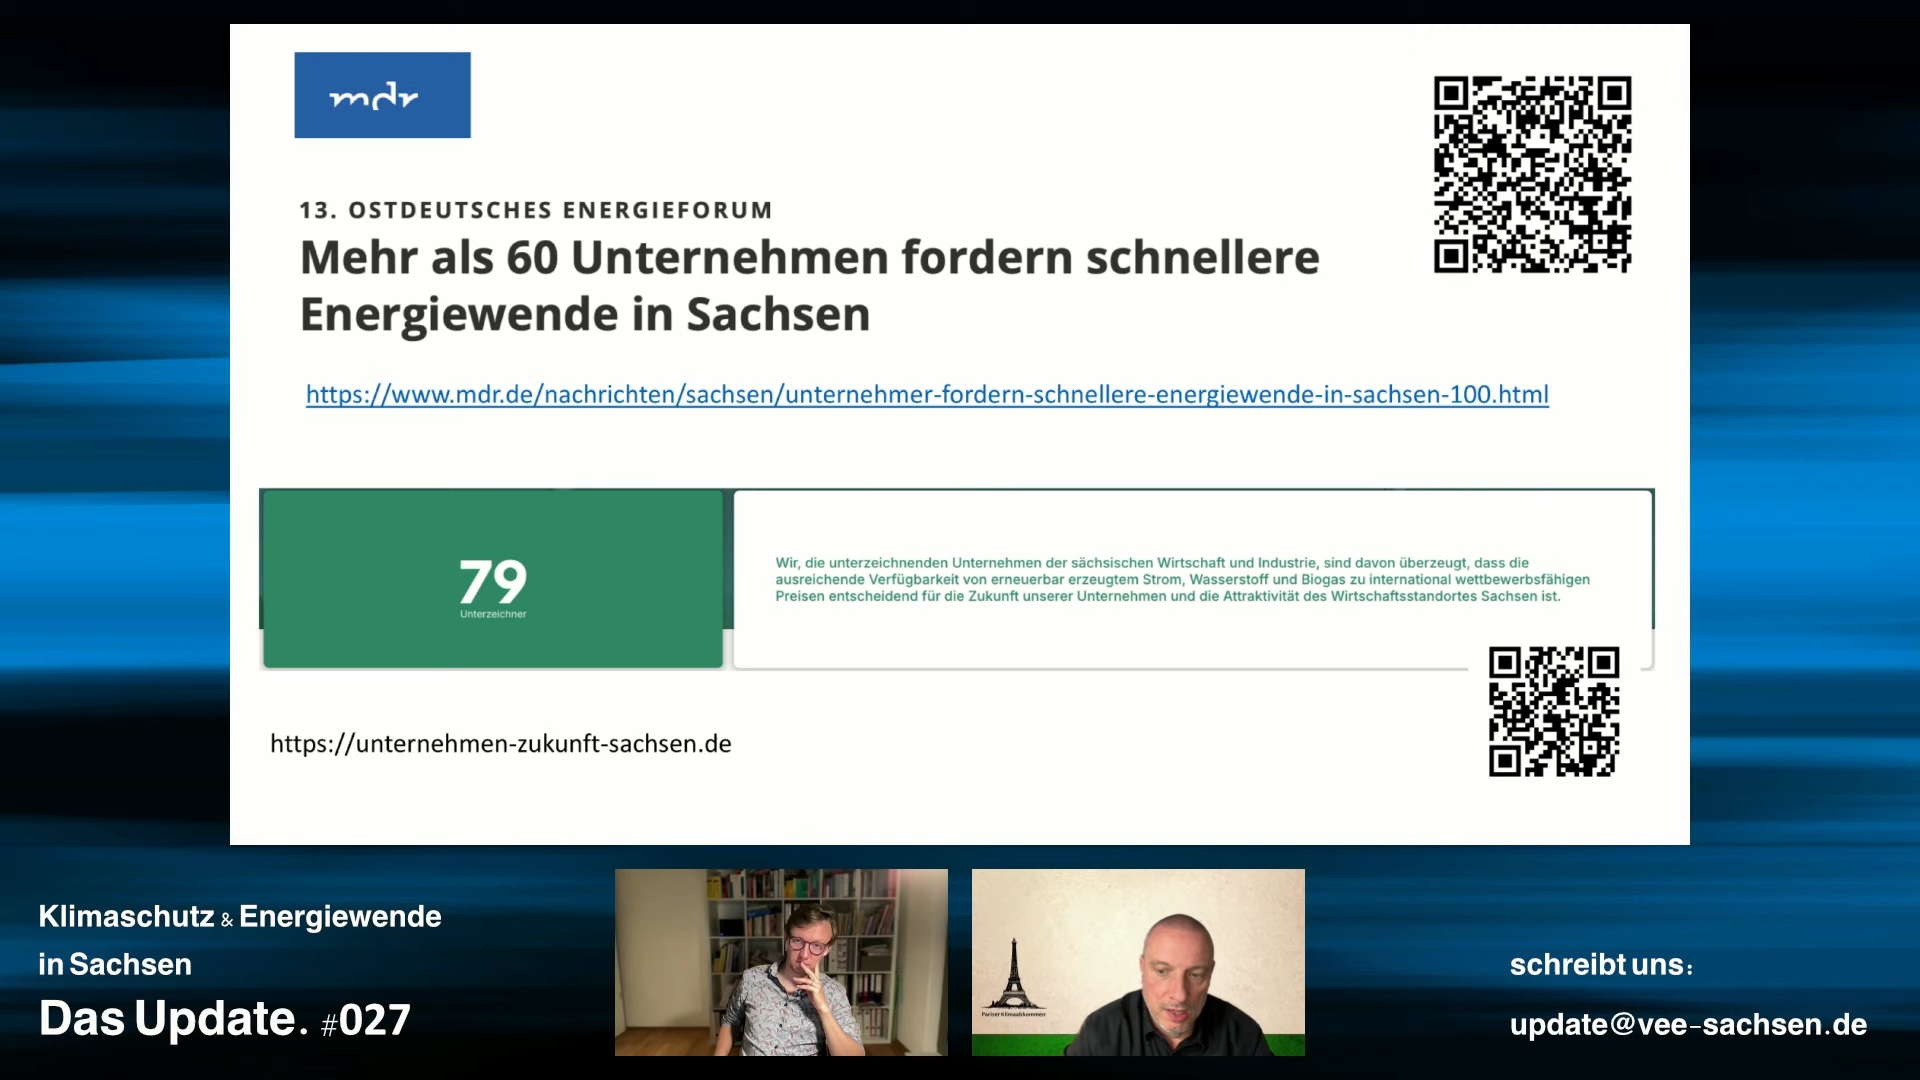 mdr
13. OSTDEUTSCHES ENERGIEFORUM
Mehr als 60 Unternehmen fordern schnellere
Energiewende in Sachsen
https://www.mdr.de/nachrichten/sachsen/unternehmer-fordern-schnellere-energiewende-in-sachsen-100.html
79
Unterzeichner
Wir, die unterzeichnenden Unternehmen der sächsischen Wirtschaft und Industrie, sind davon überzeugt, dass die
ausreichende Verfügbarkeit von erneuerbar erzeugtem Strom, Wasserstoff und Biogas zu international wettbewerbsfähigen
Preisen entscheidend für die Zukunft unserer Unternehmen und die Attraktivität des Wirtschaftsstandortes Sachsen ist.
https://unternehmen-zukunft-sachsen.de
Klimaschutz & Energiewende
in Sachsen
Das Update. #027
Pariser Klimaabkommen
schreibt uns:
update@vee-sachsen.de